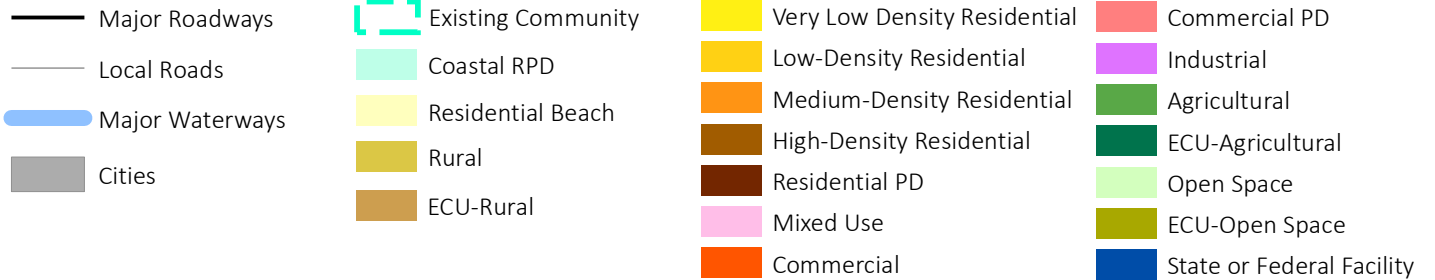 Major Roadways
Local Roads
Major Waterways
Cities
Existing Community
Coastal RPD
Residential Beach
Rural
ECU-Rural
Very Low Density Residential
Low-Density Residential
Medium-Density Residential
High-Density Residential
Residential PD
Mixed Use
Commercial
Commercial PD
Industrial
Agricultural
ECU-Agricultural
Open Space
ECU-Open Space
State or Federal Facility